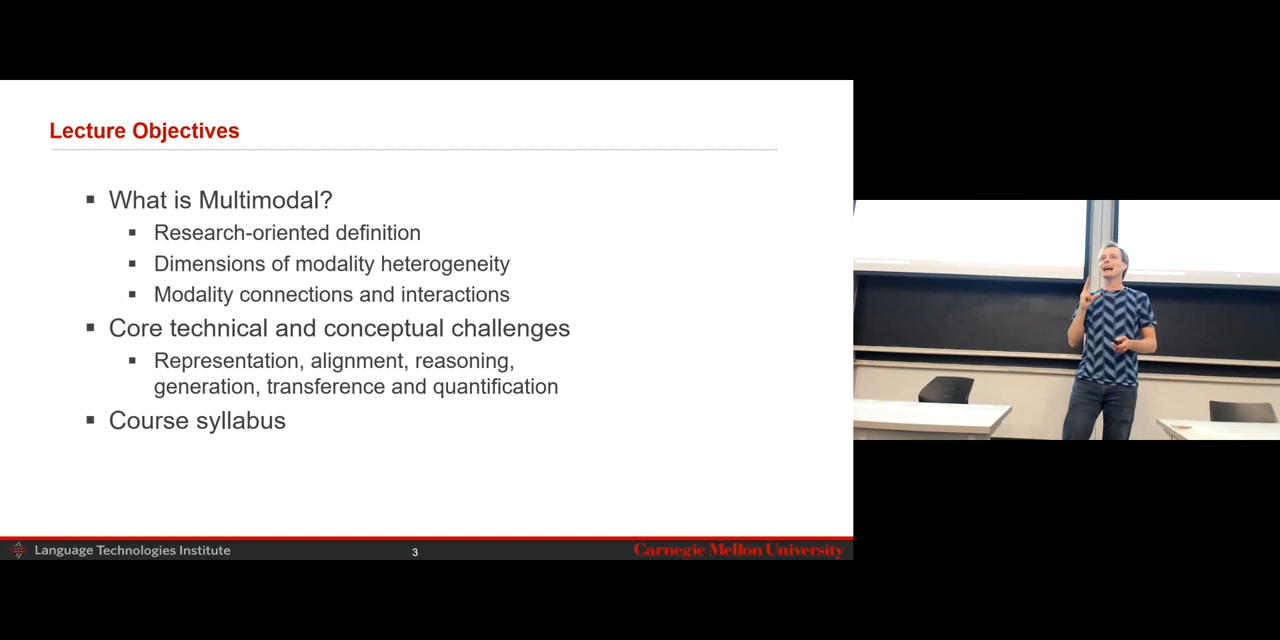 Lecture Objectives
What is Multimodal?
Research-oriented definition
Dimensions of modality heterogeneity
Modality connections and interactions
Core technical and conceptual challenges
Representation, alignment, reasoning,
generation, transference and quantification
Course syllabus
Language Technologies Institute
3
Carnegie Mellon University